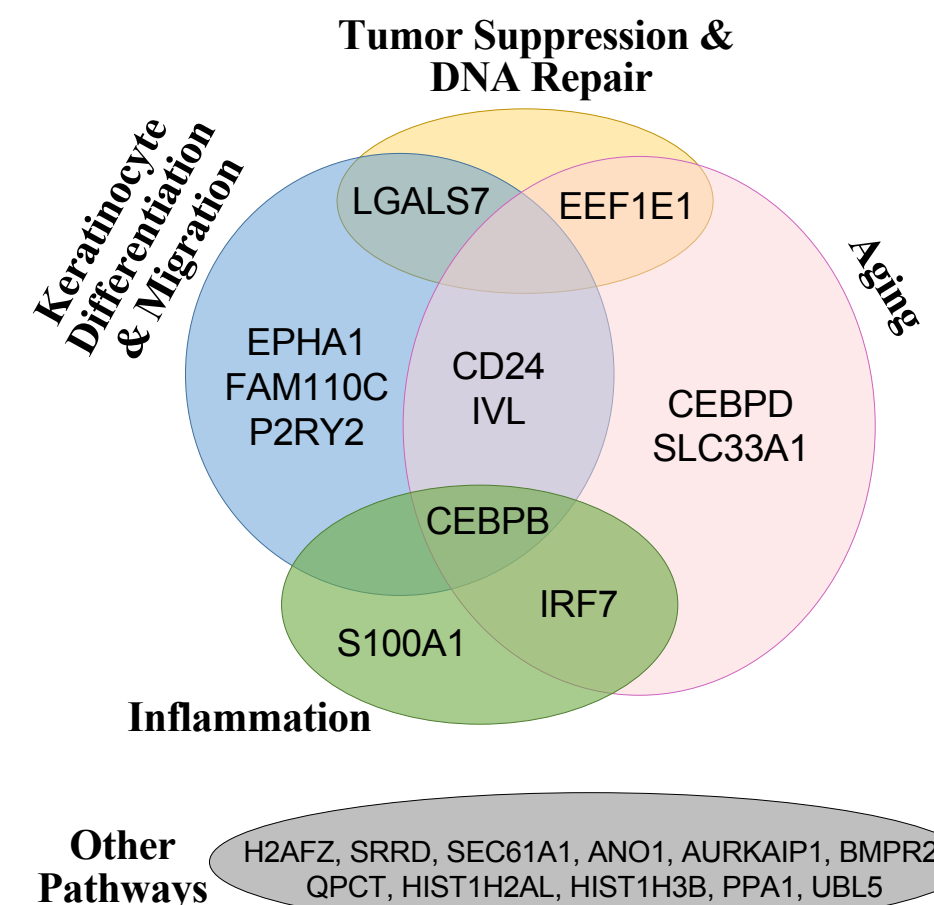 Tumor Suppression &
DNA Repair
Keratinocyte
Differentiation
& Migration
Aging
LGALS7
EEF1E1
EPHA1
FAM110C
P2RY2
CD24
IVL
CEBPD
SLC33A1
CEBPB
IRF7
S100A1
Inflammation
Other
Pathways
H2AFZ, SRRD, SEC61A1, ANO1, AURKAIP1, BMPR2
QPCT, HIST1H2AL, HIST1H3B, PPA1, UBL5